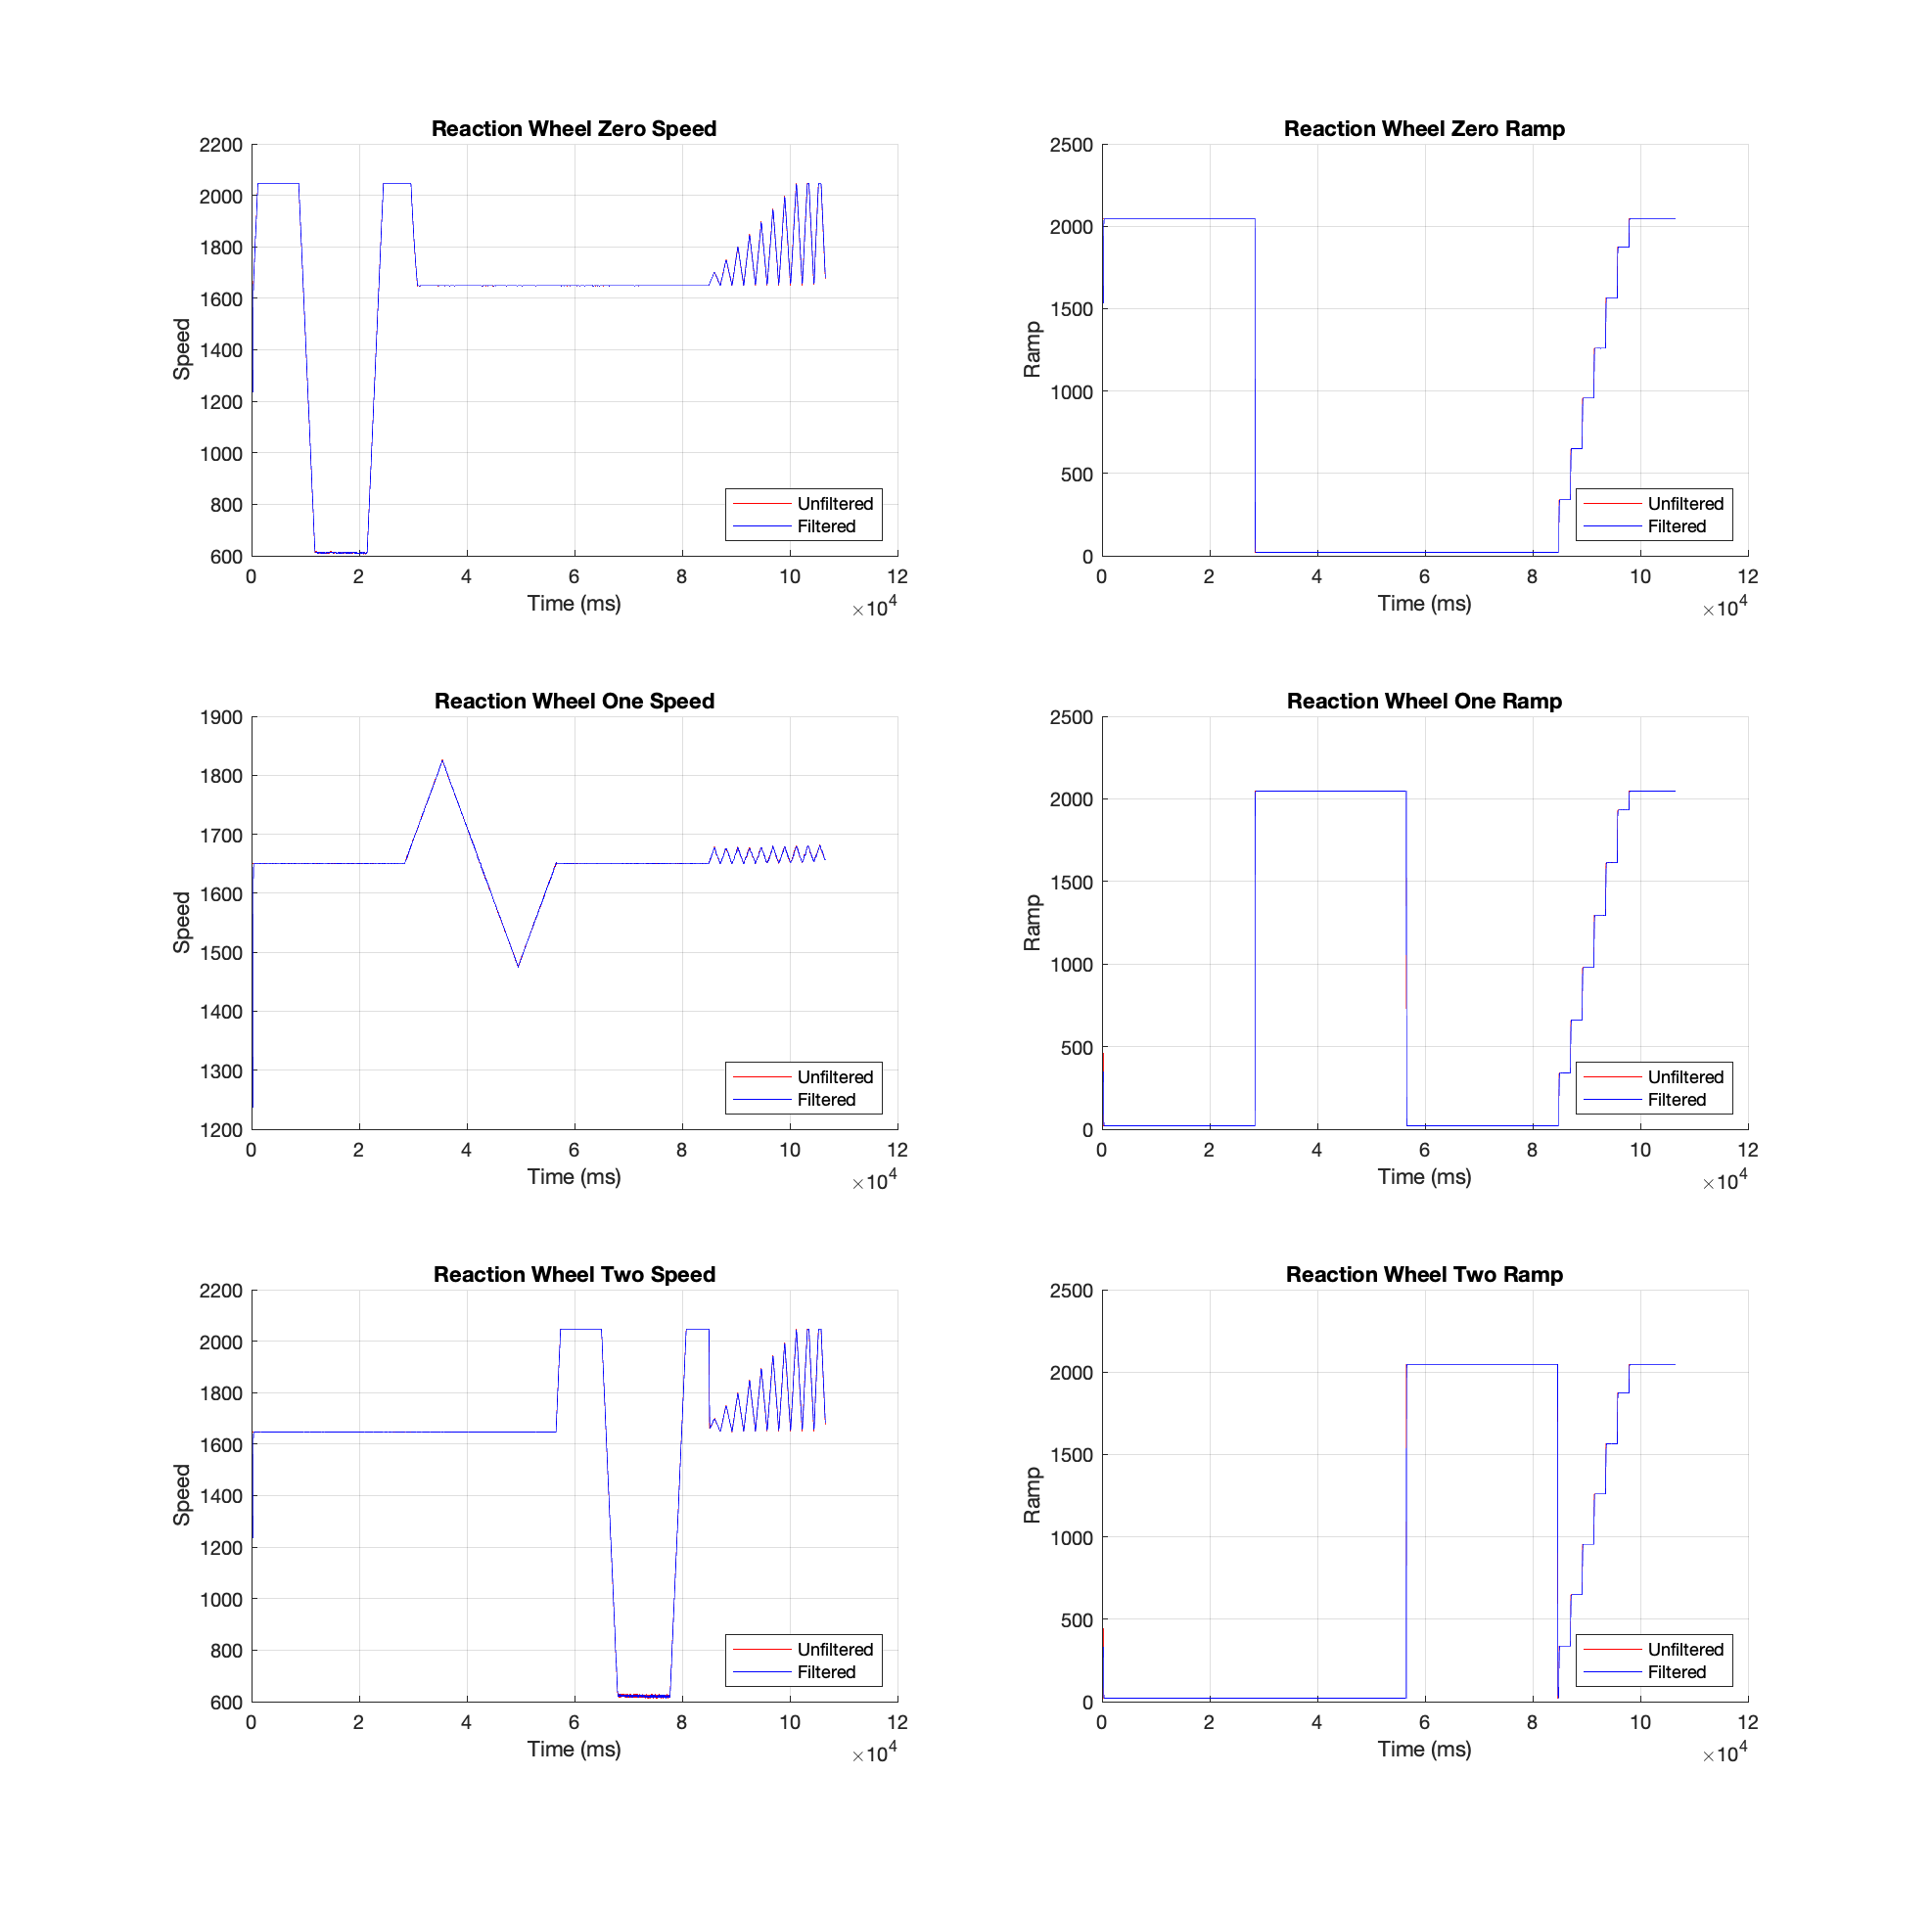 Reaction Wheel Zero Speed
2200
2000
1800
1600
1400
1200
1000
800
600
Speed
0 2 4 6 8 10 12
Time (ms)
×10^4
Unfiltered
Filtered
Reaction Wheel Zero Ramp
2500
2000
1500
1000
500
0
Ramp
0 2 4 6 8 10 12
Time (ms)
×10^4
Unfiltered
Filtered
Reaction Wheel One Speed
1900
1800
1700
1600
1500
1400
1300
1200
Speed
0 2 4 6 8 10 12
Time (ms)
×10^4
Unfiltered
Filtered
Reaction Wheel One Ramp
2500
2000
1500
1000
500
0
Ramp
0 2 4 6 8 10 12
Time (ms)
×10^4
Unfiltered
Filtered
Reaction Wheel Two Speed
2200
2000
1800
1600
1400
1200
1000
800
600
Speed
0 2 4 6 8 10 12
Time (ms)
×10^4
Unfiltered
Filtered
Reaction Wheel Two Ramp
2500
2000
1500
1000
500
0
Ramp
0 2 4 6 8 10 12
Time (ms)
×10^4
Unfiltered
Filtered